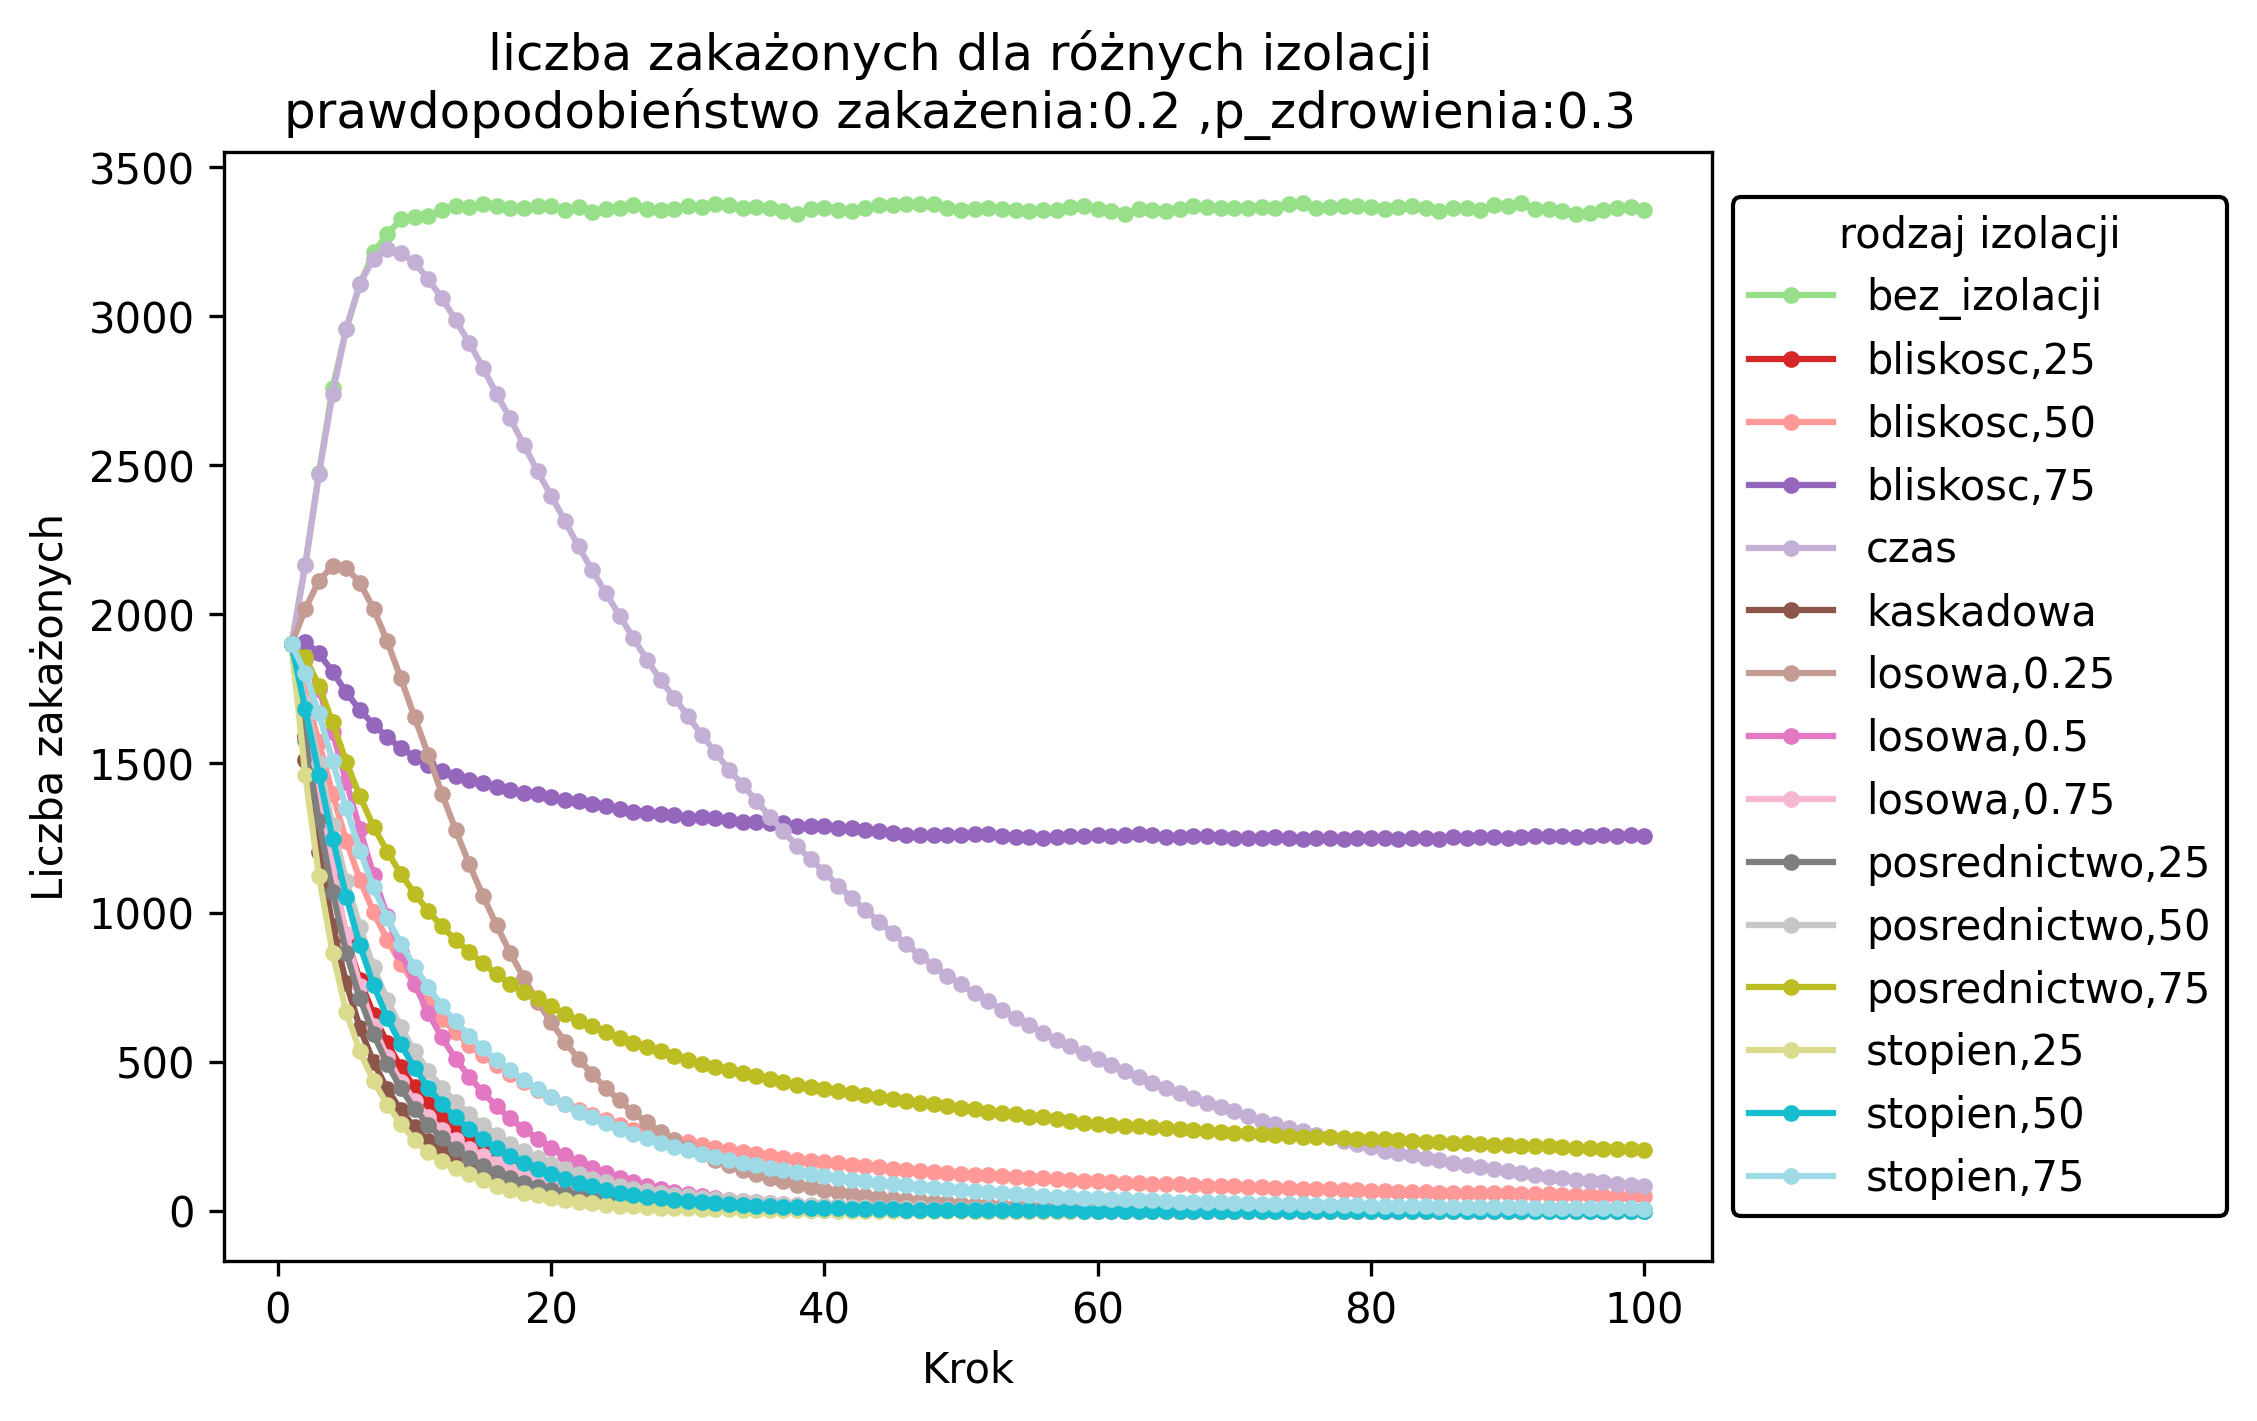 liczba zakażonych dla różnych izolacji
prawdopodobieństwo zakażenia:0.2 ,p_zdrowienia:0.3
3500
3000
2500
2000
1500
1000
500
0
Liczba zakażonych
0 20 40 60 80 100
Krok
rodzaj izolacji
bez_izolacji
bliskosc,25
bliskosc,50
bliskosc,75
czas
kaskadowa
losowa,0.25
losowa,0.5
losowa,0.75
posrednictwo,25
posrednictwo,50
posrednictwo,75
stopien,25
stopien,50
stopien,75